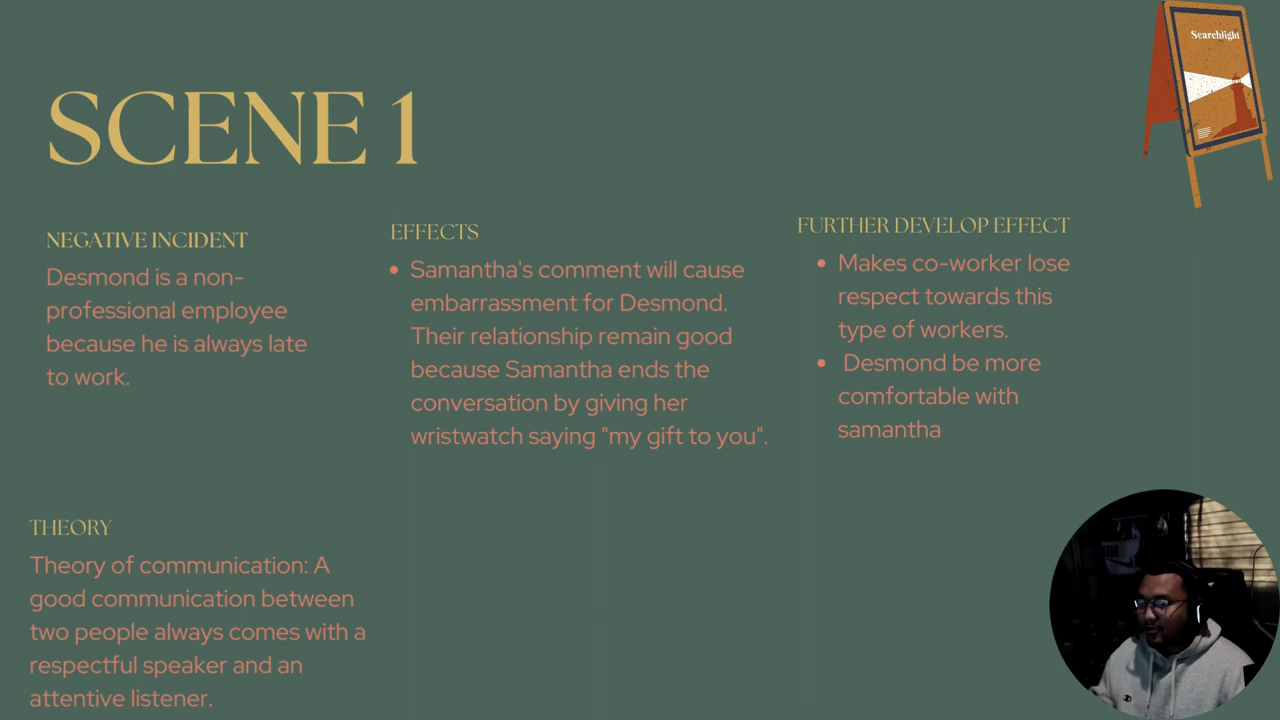 Searchlight
SCENE 1
NEGATIVE INCIDENT
Desmond is a non-
professional employee
because he is always late
to work.
EFFECTS
• Samantha's comment will cause
embarrassment for Desmond.
Their relationship remain good
because Samantha ends the
conversation by giving her
wristwatch saying "my gift to you".
FURTHER DEVELOP EFFECT
• Makes co-worker lose
respect towards this
type of workers.
• Desmond be more
comfortable with
samantha
THEORY
Theory of communication: A
good communication between
two people always comes with a
respectful speaker and an
attentive listener.